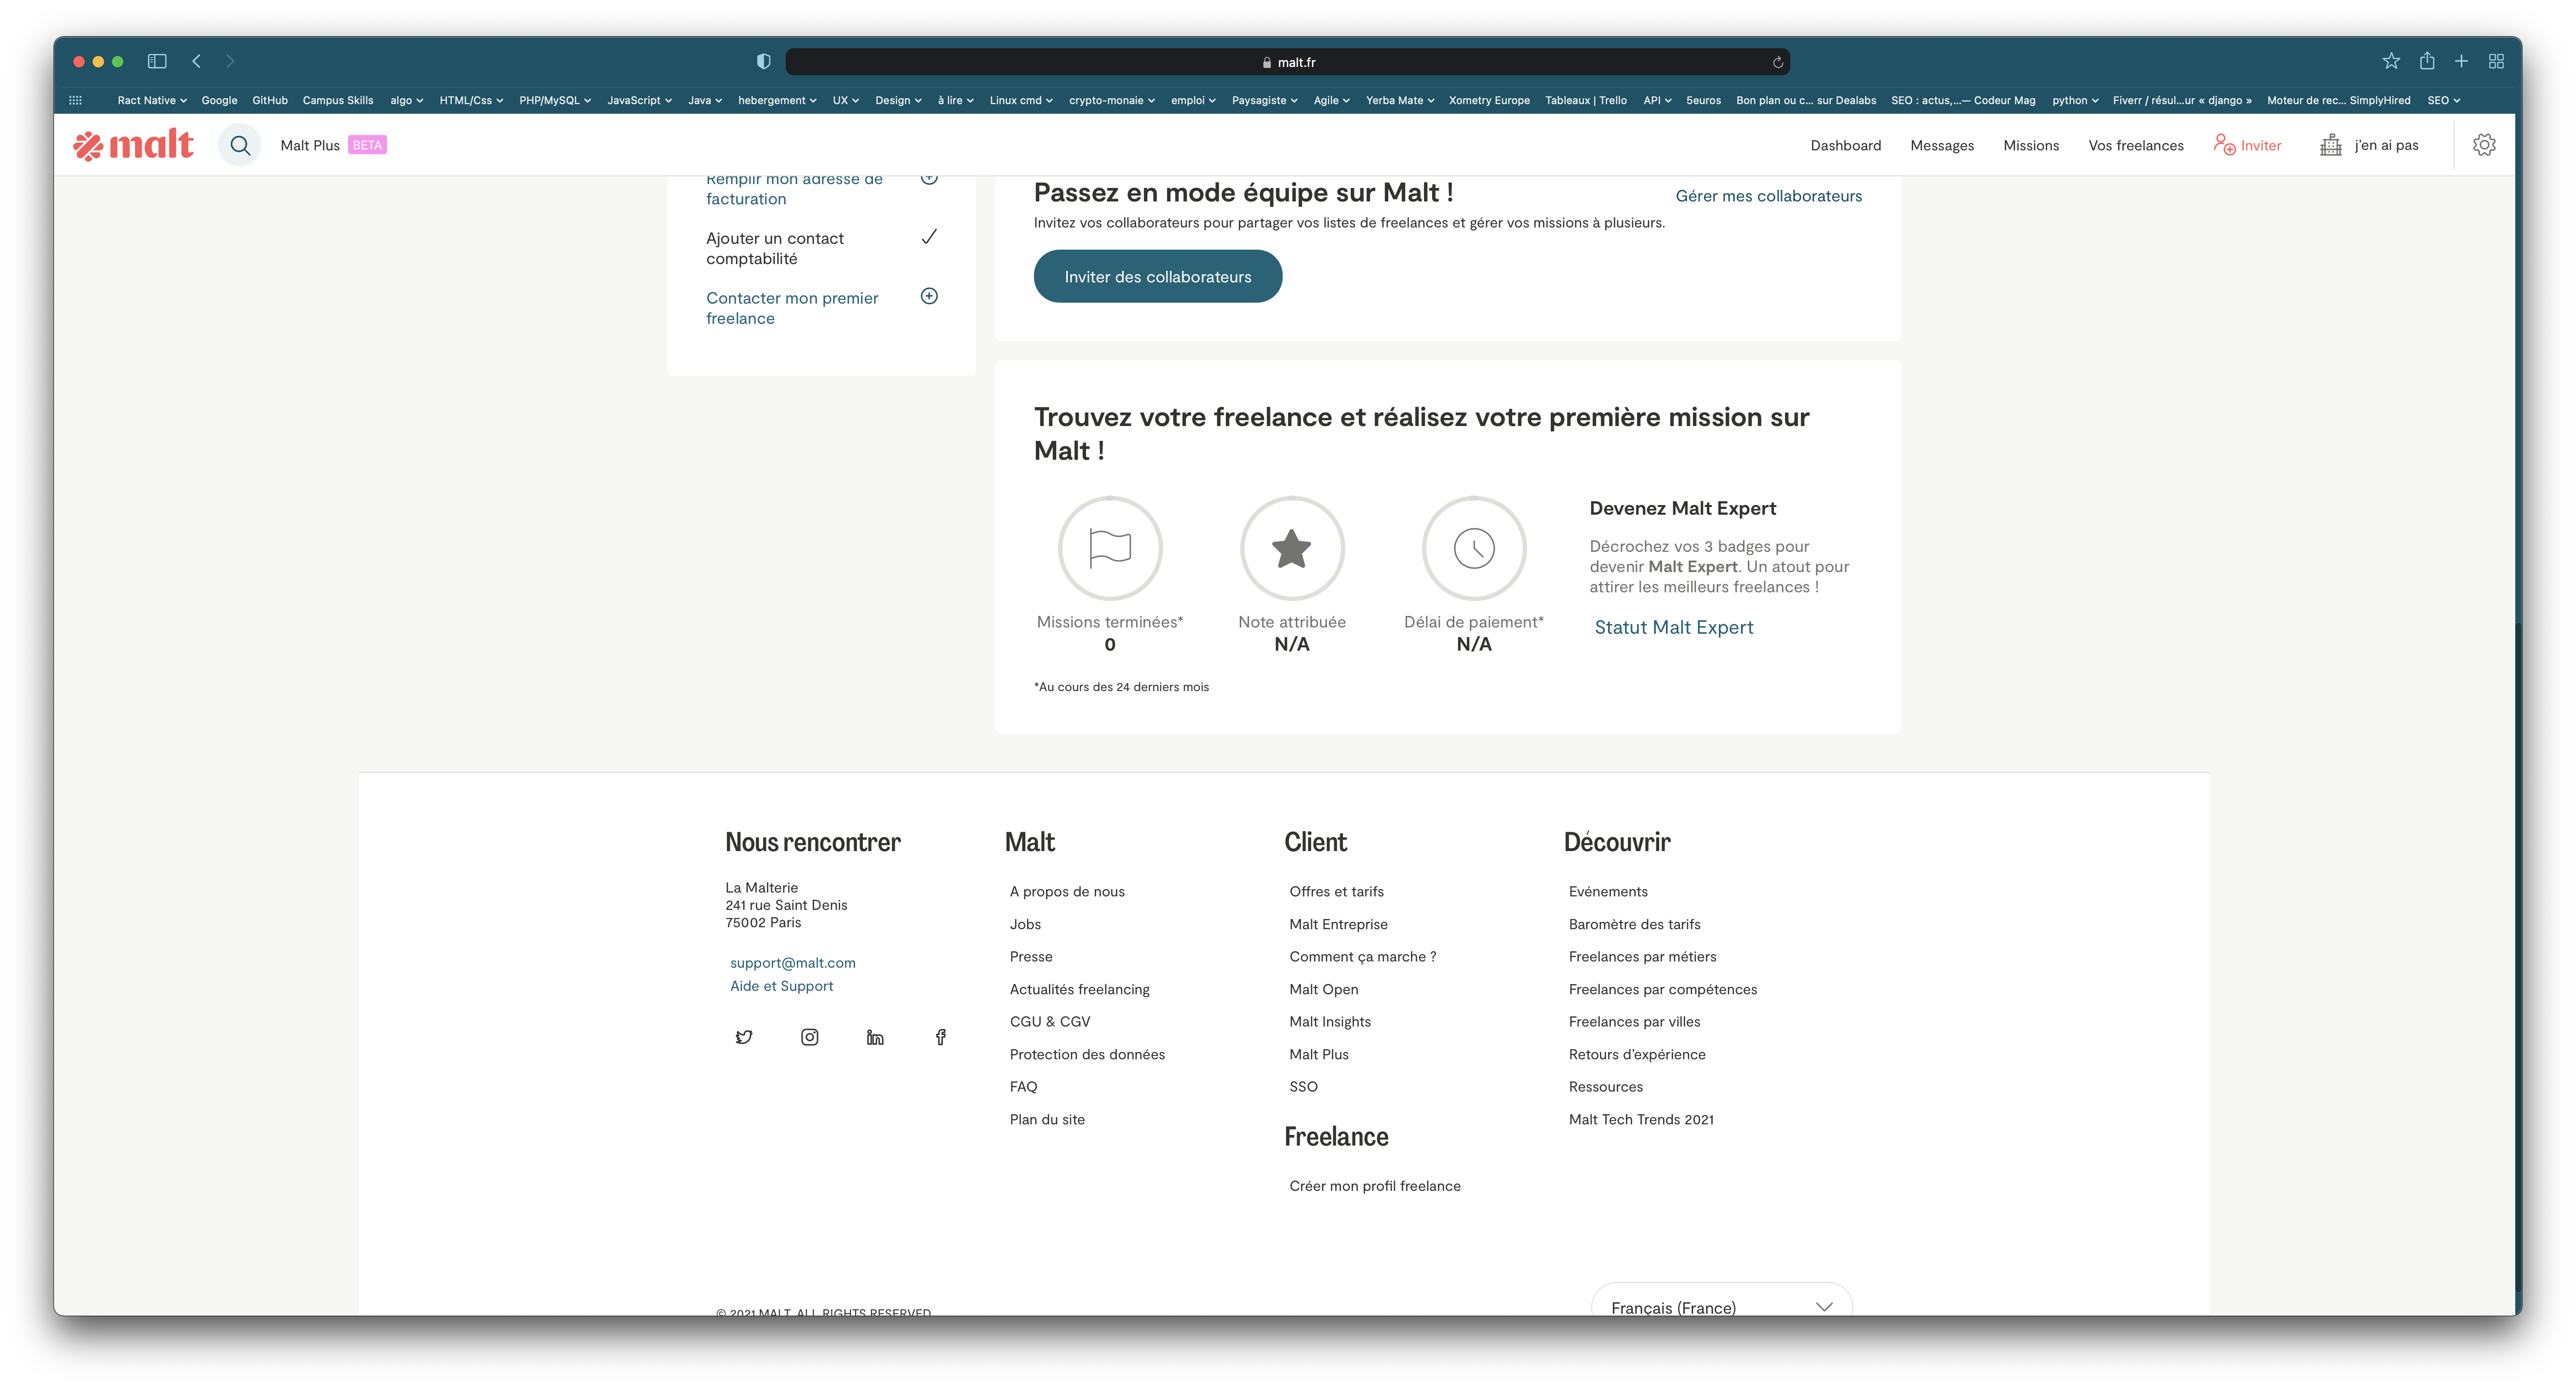 malt.fr
Ract Native
Google
GitHub
Campus Skills
algo
HTML/Css
PHP/MySQL
JavaScript
Java
hebergement
UX
Design
à lire
Linux cmd
crypto-monaie
emploi
Paysagiste
Agile
Yerba Mate
Xometry Europe
Tableaux | Trello
API
5euros
Bon plan ou c... sur Dealabs
SEO : actus,...— Codeur Mag
python
Fiverr / résul...ur « django »
Moteur de rec... SimplyHired
SEO
malt
Malt Plus BETA
Dashboard
Messages
Missions
Vos freelances
Inviter
j'en ai pas
Remplir mon adresse de
facturation
Ajouter un contact
comptabilité
Contacter mon premier
freelance
Passez en mode équipe sur Malt !
Gérer mes collaborateurs
Invitez vos collaborateurs pour partager vos listes de freelances et gérer vos missions à plusieurs.
Inviter des collaborateurs
Trouvez votre freelance et réalisez votre première mission sur
Malt !
Missions terminées*
0
Note attribuée
N/A
Délai de paiement*
N/A
Devenez Malt Expert
Décrochez vos 3 badges pour
devenir Malt Expert. Un atout pour
attirer les meilleurs freelances !
Statut Malt Expert
*Au cours des 24 derniers mois
Nous rencontrer
La Malterie
241 rue Saint Denis
75002 Paris
support@malt.com
Aide et Support
Malt
A propos de nous
Jobs
Presse
Actualités freelancing
CGU & CGV
Protection des données
FAQ
Plan du site
Client
Offres et tarifs
Malt Entreprise
Comment ça marche ?
Malt Open
Malt Insights
Malt Plus
SSO
Freelance
Créer mon profil freelance
Découvrir
Evénements
Baromètre des tarifs
Freelances par métiers
Freelances par compétences
Freelances par villes
Retours d'expérience
Ressources
Malt Tech Trends 2021
© 2021 MALT, ALL RIGHTS RESERVED
Français (France)